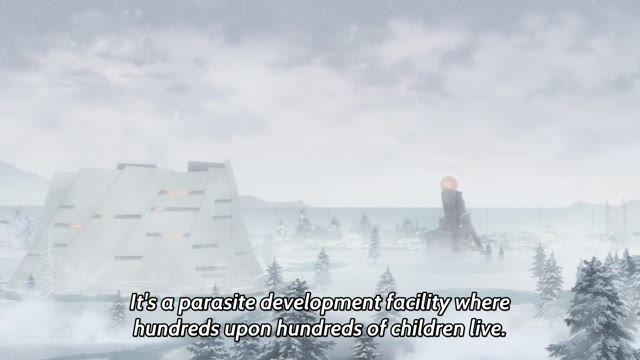 It's a parasite development facility where
hundreds upon hundreds of children live.